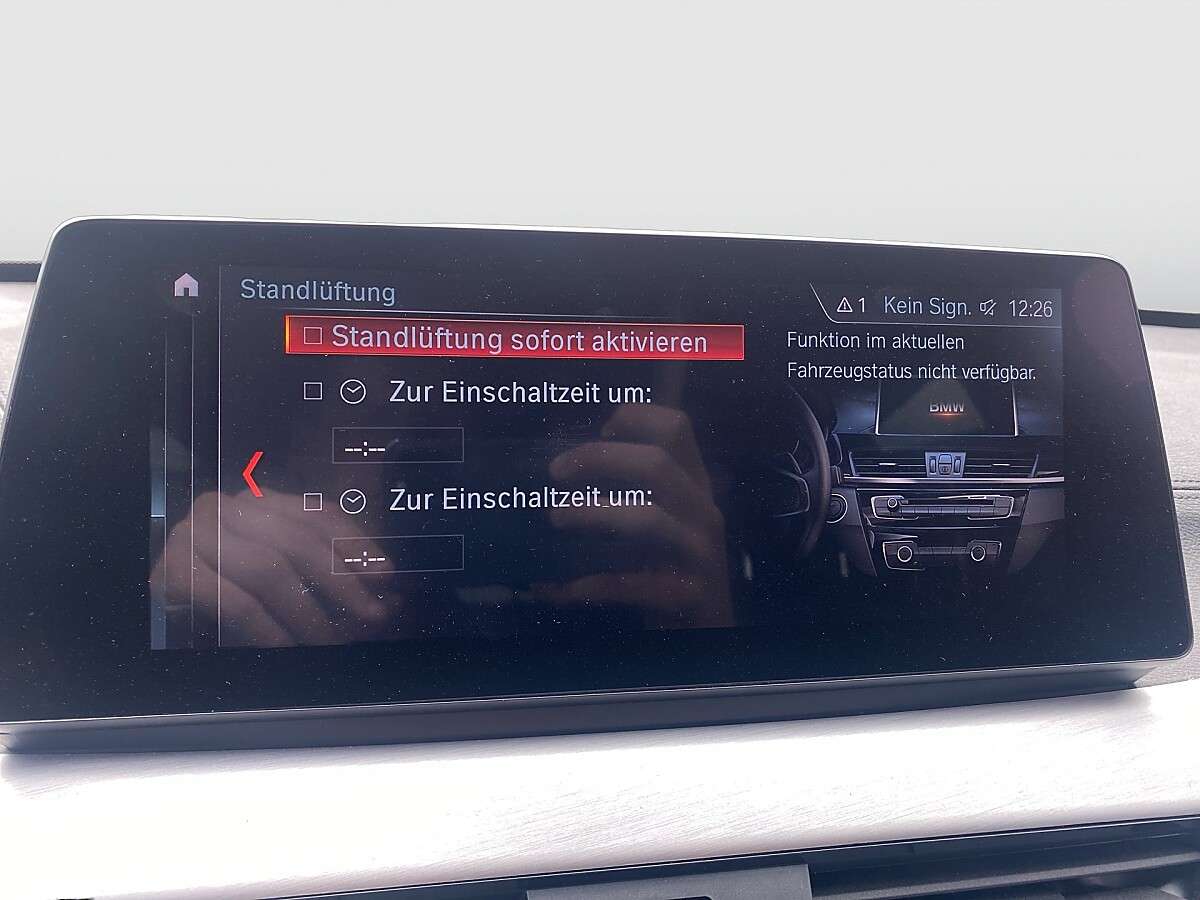 Standlüftung
1 Kein Sign. 12:26
Standlüftung sofort aktivieren
Funktion im aktuellen
Fahrzeugstatus nicht verfügbar.
Zur Einschaltzeit um:
--:--
Zur Einschaltzeit um:
--:--
BMW